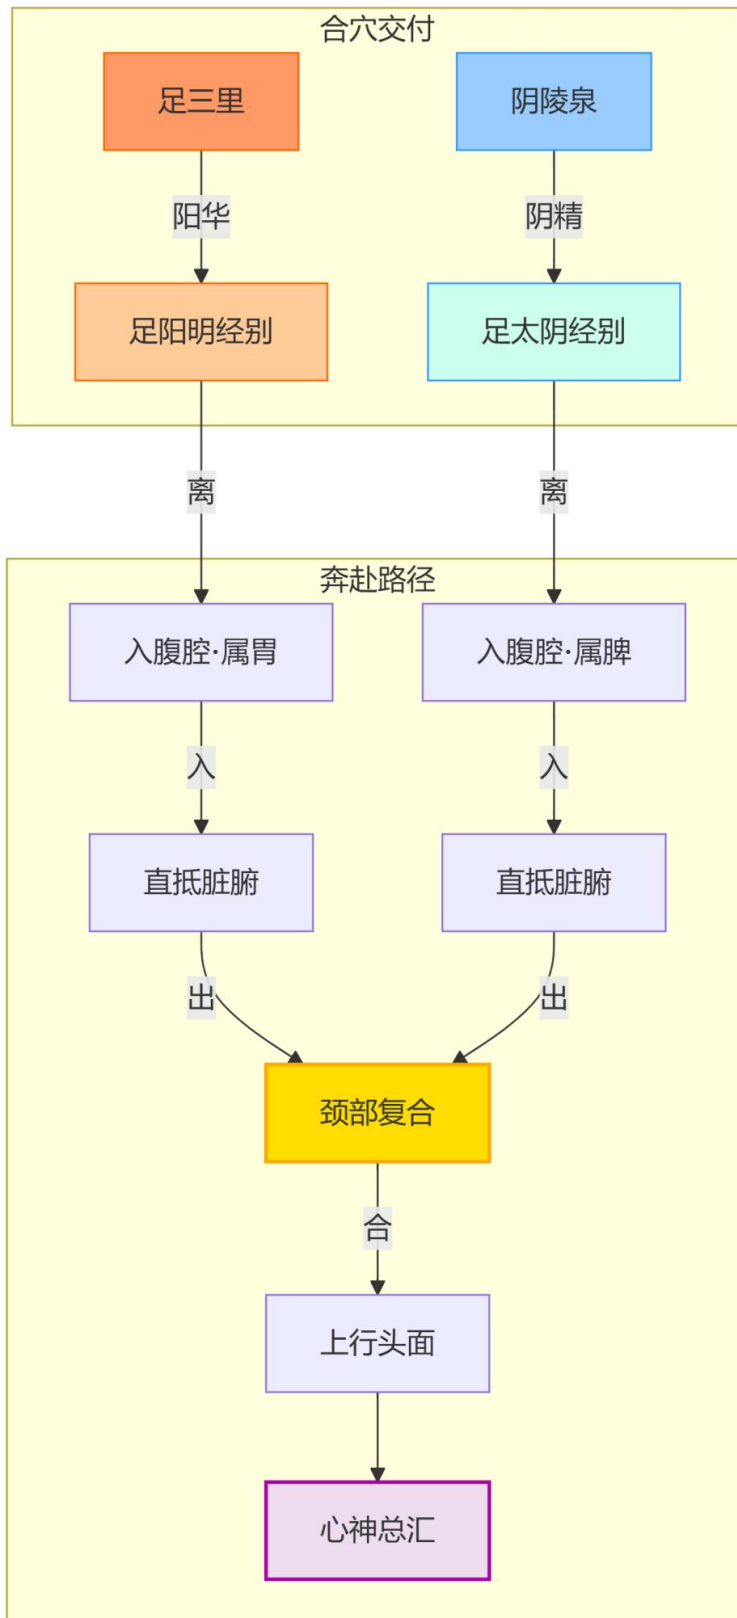 合穴交付
足三里
阴陵泉
阳华
阴精
足阳明经别
足太阴经别
离
离
奔赴路径
入腹腔·属胃
入腹腔·属脾
入
入
直抵脏腑
直抵脏腑
出
出
颈部复合
合
上行头面
心神总汇